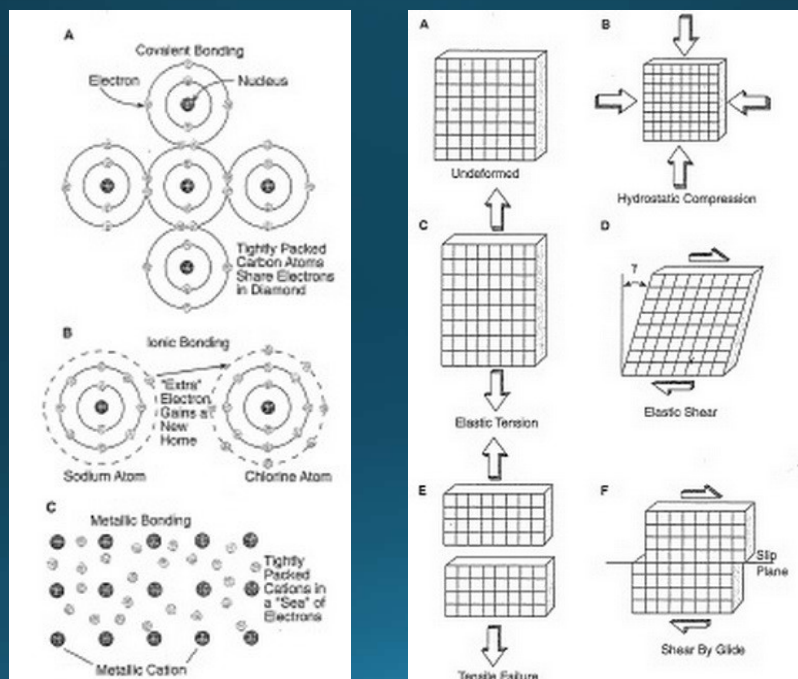 A
Covalent Bonding
Electron
Nucleus
Tightly Packed
Carbon Atoms
Share Electrons
in Diamond
B
Ionic Bonding
"Extra"
Electron
Gains a
New
Home
Sodium Atom
Chlorine Atom
C
Metallic Bonding
Tightly
Packed
Cations in
a "Sea" of
Electrons
Metallic Cation
A
Undeformed
B
Hydrostatic Compression
C
Elastic Tension
D
Elastic Shear
E
Tensile Failure
F
Slip
Plane
Shear By Glide